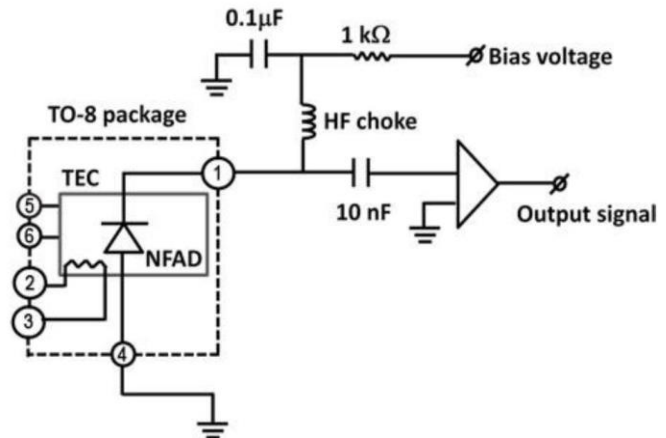 0.1µF
1 kΩ
Bias voltage
HF choke
TO-8 package
1
TEC
5
6
NFAD
10 nF
Output signal
2
3
4